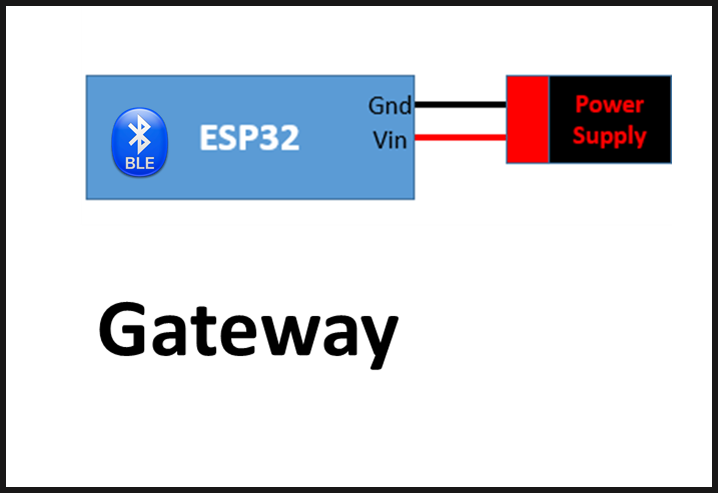 Gnd
Power
BLE
ESP32
Vin
Supply
Gateway